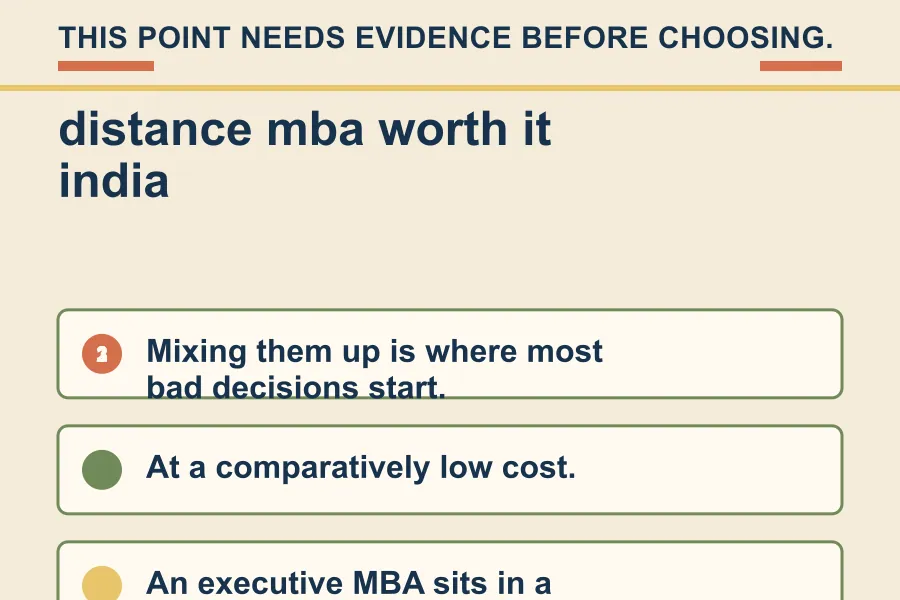 THIS POINT NEEDS EVIDENCE BEFORE CHOOSING.
distance mba worth it
india
Mixing them up is where most
bad decisions start.
At a comparatively low cost.
An executive MBA sits in a